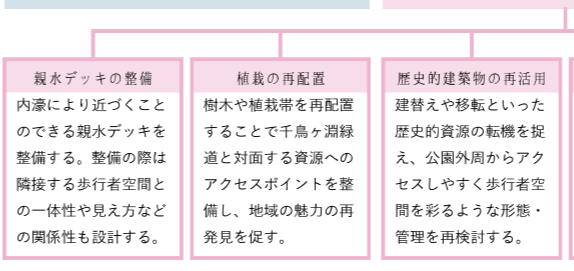 親水デッキの整備
内濠により近づくこと
のできる親水デッキを
整備する。整備の際は
隣接する歩行者空間と
の一体性や見え方など
の関係性も設計する。
植栽の再配置
樹木や植栽帯を再配置
することで千鳥ヶ淵緑
道と対面する資源への
アクセスポイントを整
備し、地域の魅力の再
発見を促す。
歴史的建築物の再活用
建替えや移転といった
歴史的資源の転機を捉
え、公園外周からアク
セスしやすく歩行者空
間を彩るような形態・
管理を再検討する。